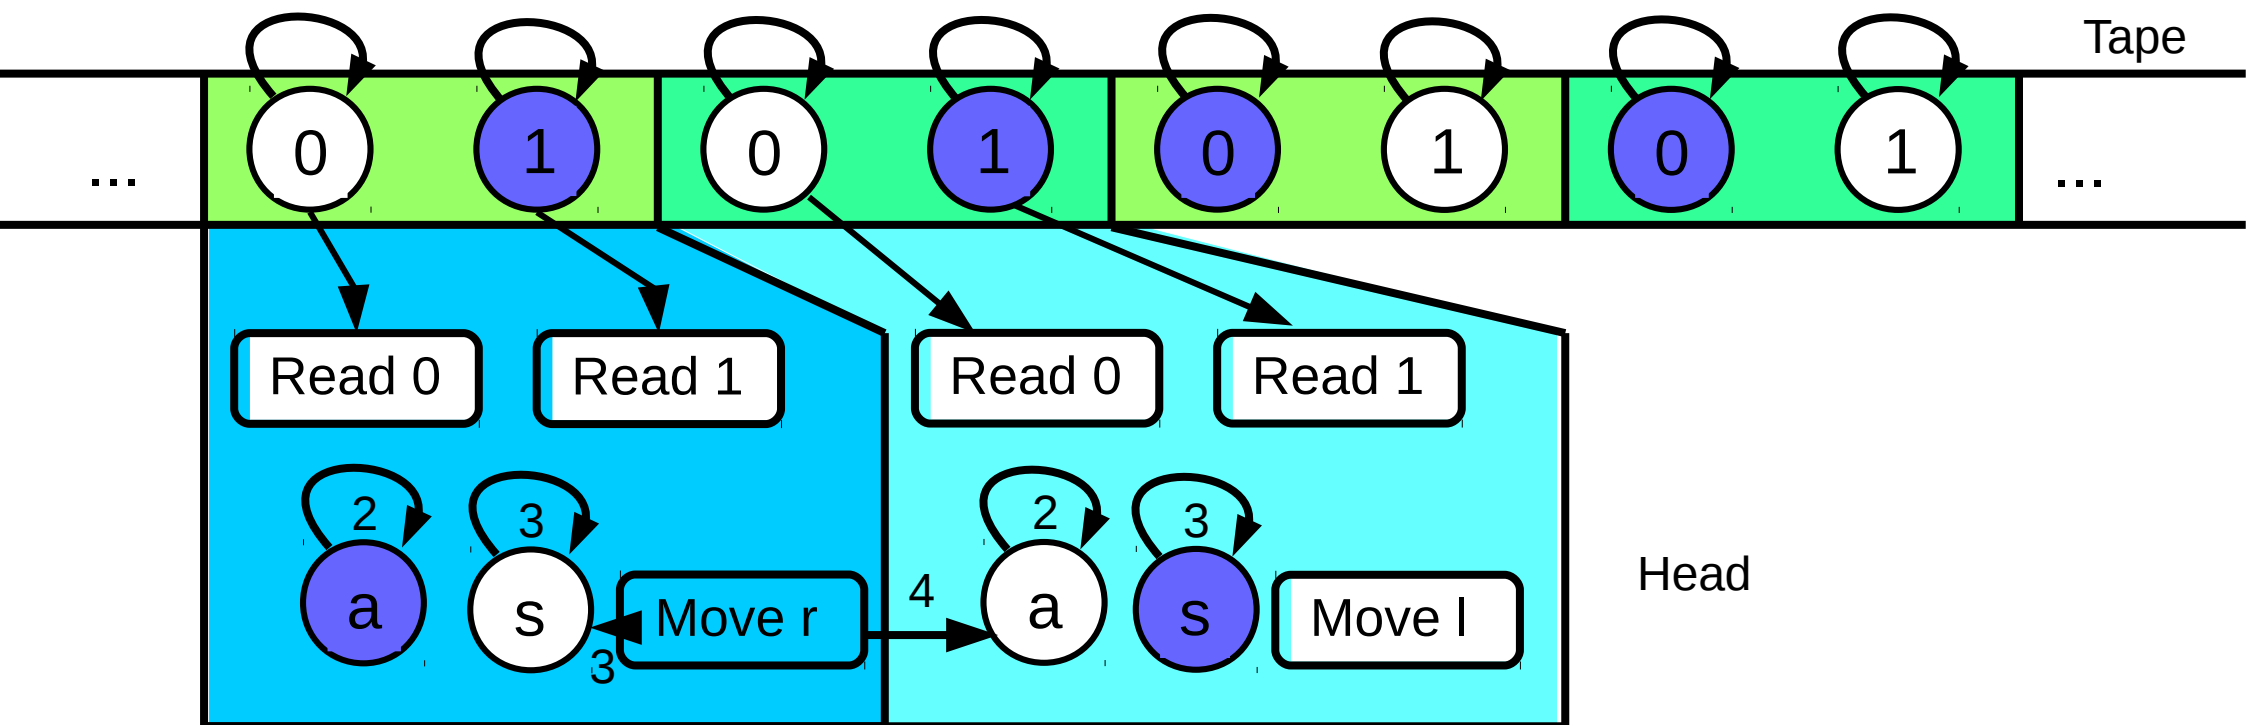 Tape
... 0 1 0 1 0 1 0 1 ...
Read 0 Read 1 Read 0 Read 1
2 3 2 3
a s Move r 4 a s Move l Head
3